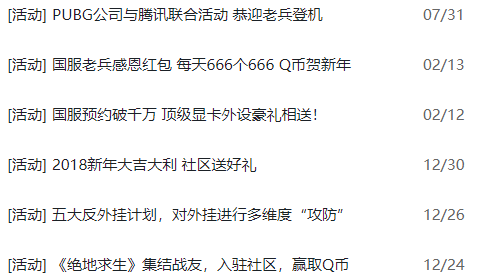 [活动] PUBG公司与腾讯联合活动 恭迎老兵登机 07/31
[活动] 国服老兵感恩红包 每天666个666 Q币贺新年 02/13
[活动] 国服预约破千万 顶级显卡外设豪礼相送！ 02/12
[活动] 2018新年大吉大利 社区送好礼 12/30
[活动] 五大反外挂计划，对外挂进行多维度“攻防” 12/26
[活动] 《绝地求生》集结战友，入驻社区，赢取Q币 12/24